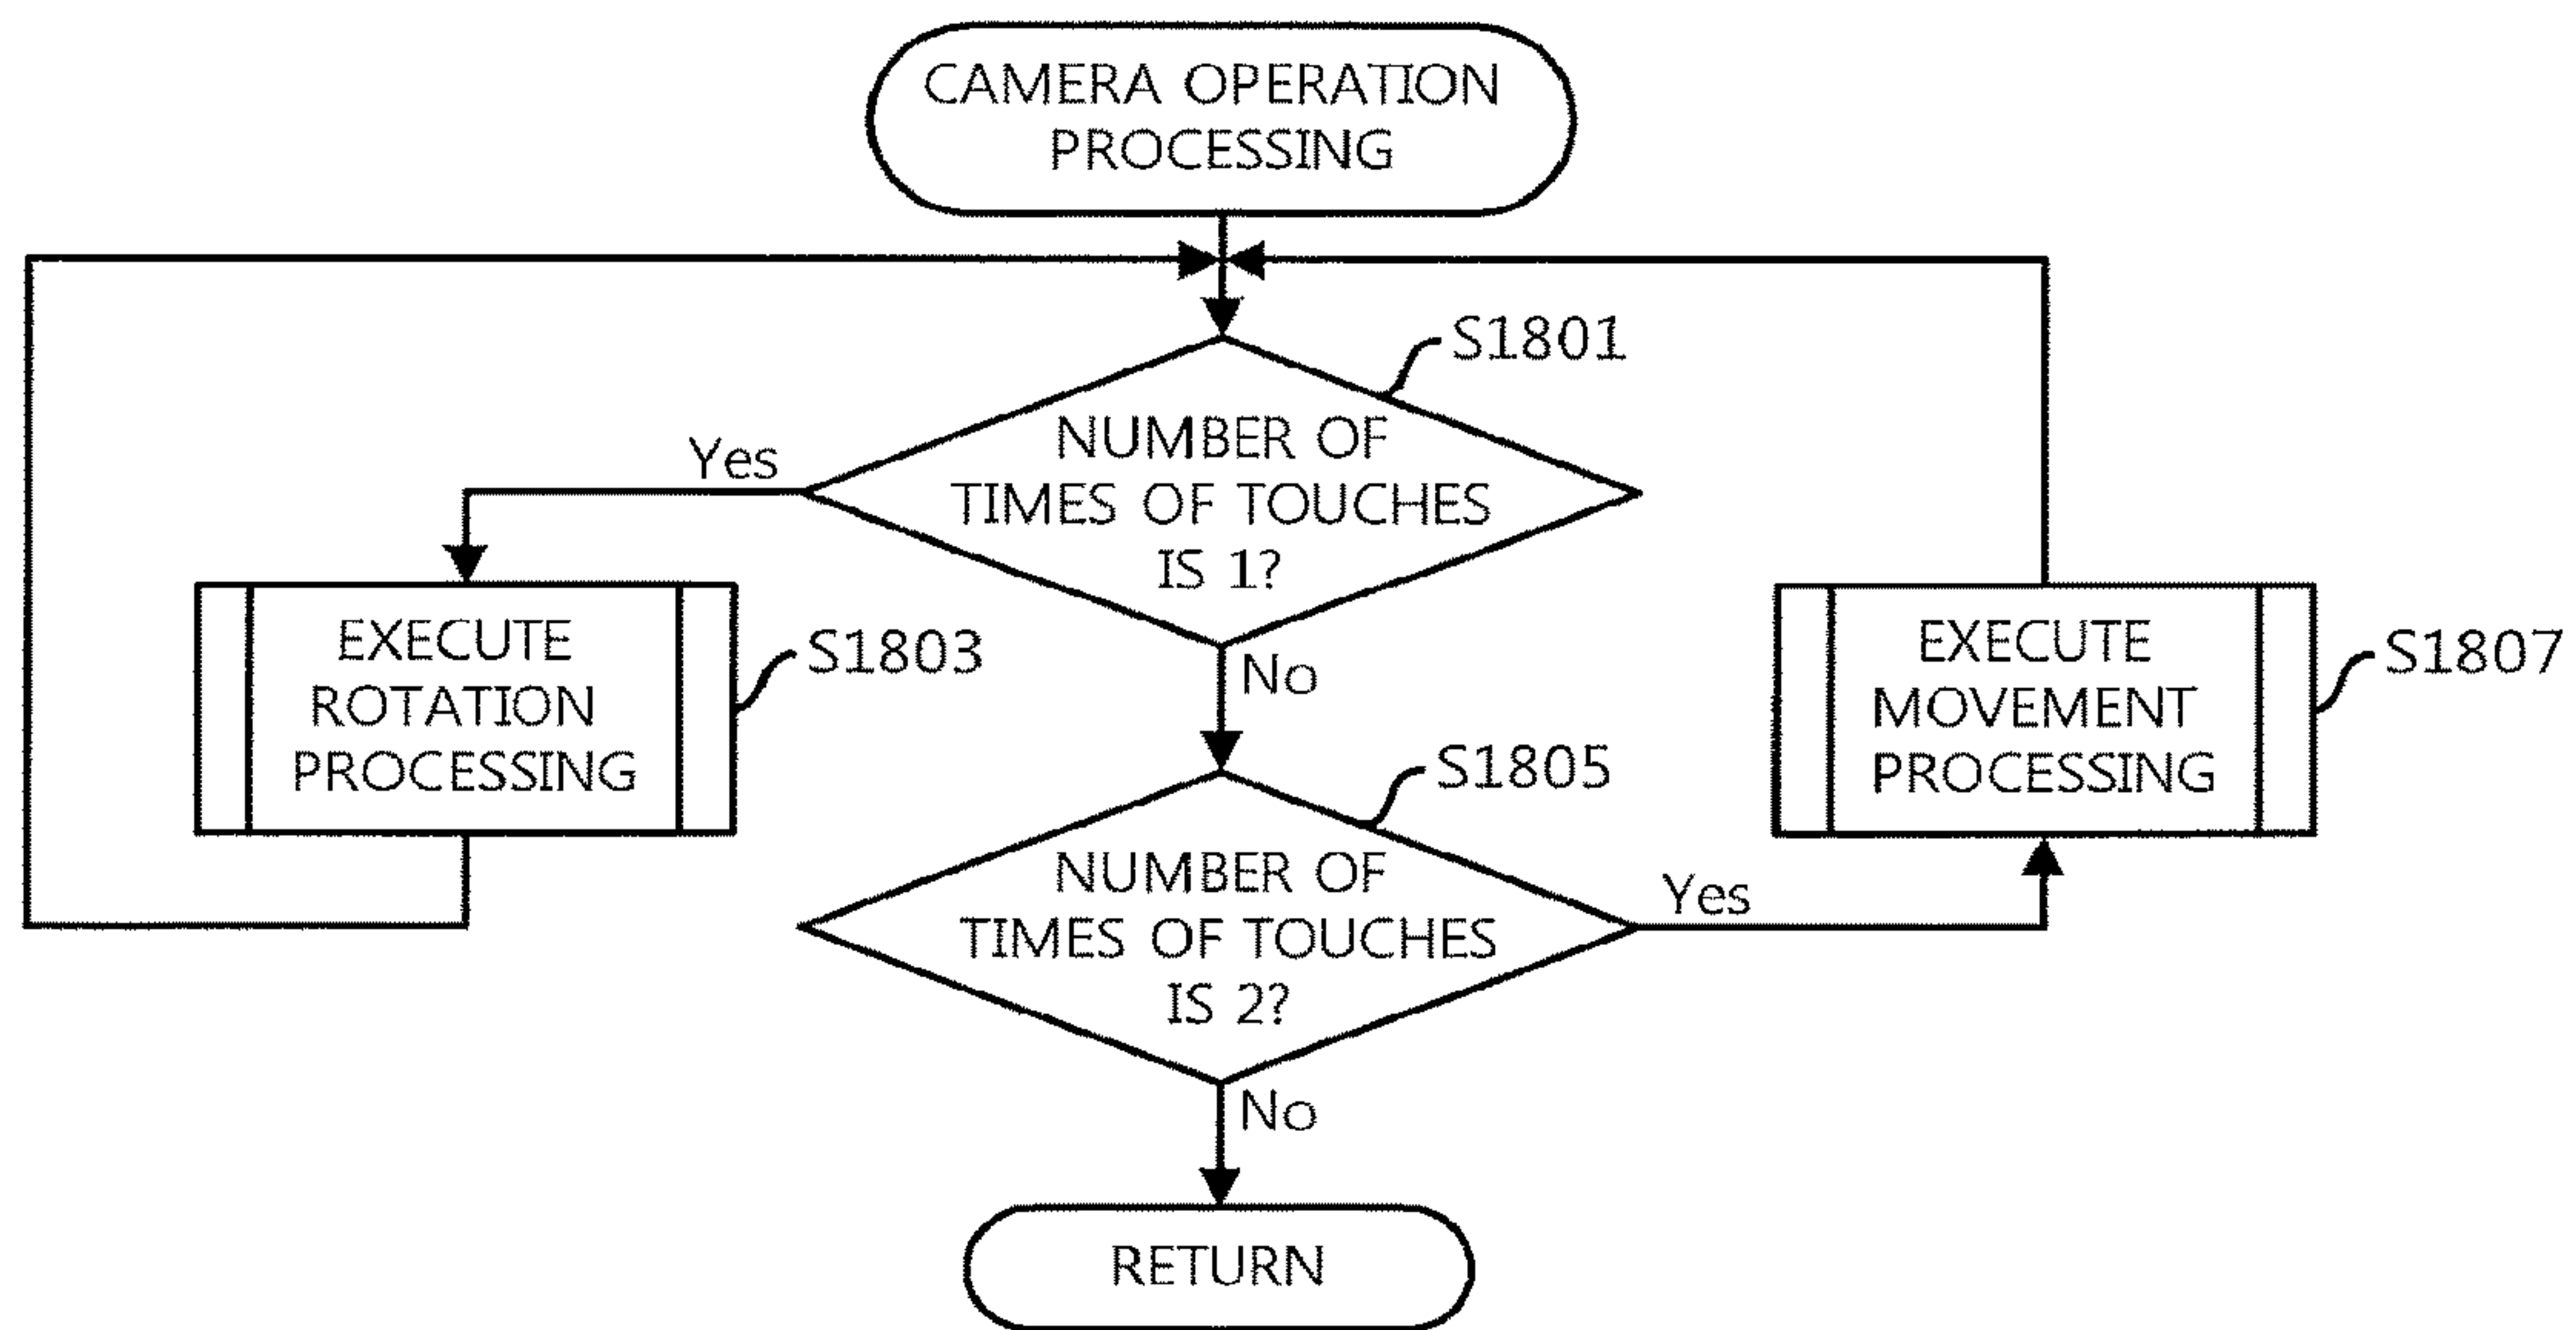 CAMERA OPERATION
PROCESSING
S1801
NUMBER OF
TIMES OF TOUCHES
IS 1?
Yes
No
EXECUTE
ROTATION
PROCESSING
S1803
S1805
NUMBER OF
TIMES OF TOUCHES
IS 2?
Yes
No
EXECUTE
MOVEMENT
PROCESSING
S1807
RETURN